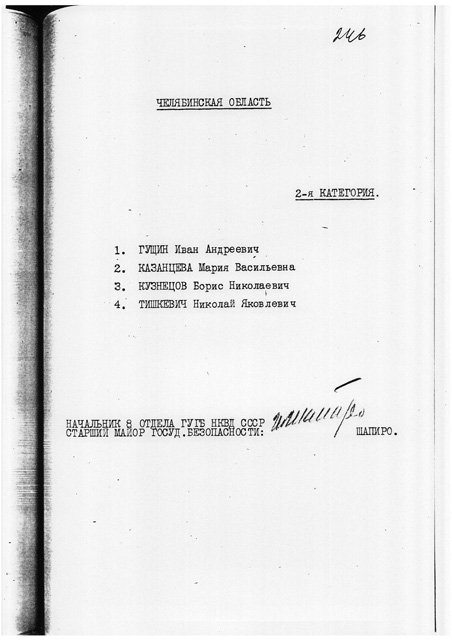 246
ЧЕЛЯБИНСКАЯ ОБЛАСТЬ
2-я КАТЕГОРИЯ.
1. ГУЩИН Иван Андреевич
2. КАЗАНЦЕВА Мария Васильевна
3. КУЗНЕЦОВ Борис Николаевич
4. ТИШКЕВИЧ Николай Яковлевич
НАЧАЛЬНИК 8 ОТДЕЛА ГУГБ НКВД СССР
СТАРШИЙ МАЙОР ГОСУД.БЕЗОПАСНОСТИ: ШАПИРО.